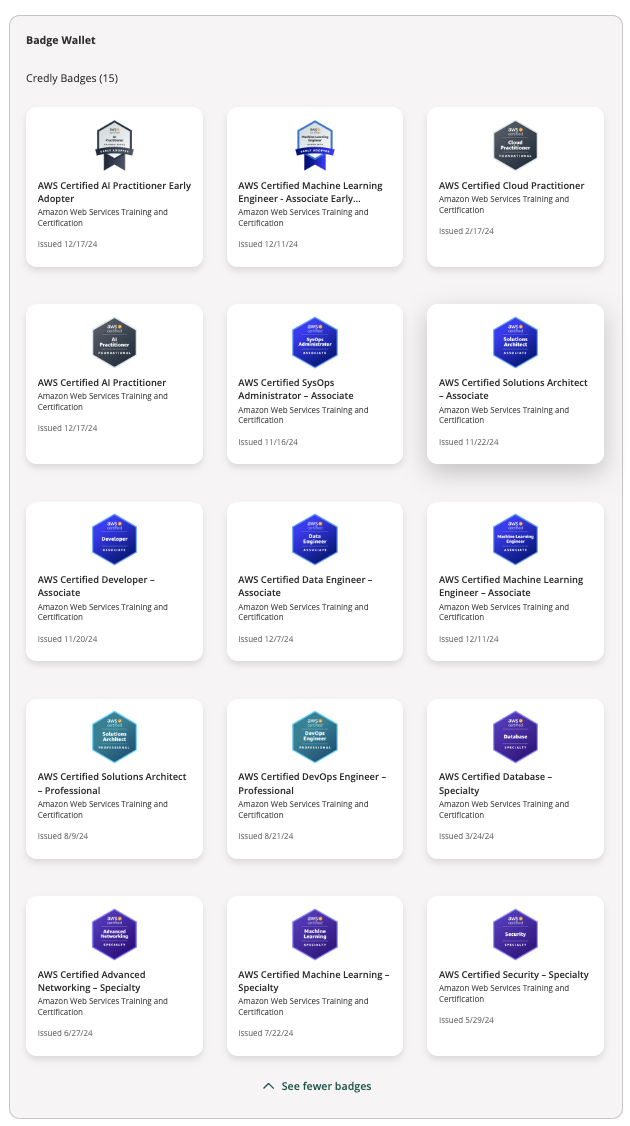 Badge Wallet
Credly Badges (15)
aws
certified
AI
Practitioner
EARLY ADOPTER
AWS Certified AI Practitioner Early
Adopter
Amazon Web Services Training and
Certification
Issued 12/17/24
aws
certified
Machine Learning
Engineer
EARLY ADOPTER
AWS Certified Machine Learning
Engineer - Associate Early...
Amazon Web Services Training and
Certification
Issued 12/11/24
aws
certified
Cloud
Practitioner
FOUNDATIONAL
AWS Certified Cloud Practitioner
Amazon Web Services Training and
Certification
Issued 2/17/24
aws
certified
AI
Practitioner
FOUNDATIONAL
AWS Certified AI Practitioner
Amazon Web Services Training and
Certification
Issued 12/17/24
aws
certified
SysOps
Administrator
ASSOCIATE
AWS Certified SysOps
Administrator – Associate
Amazon Web Services Training and
Certification
Issued 11/16/24
aws
certified
Solutions
Architect
ASSOCIATE
AWS Certified Solutions Architect
– Associate
Amazon Web Services Training and
Certification
Issued 11/22/24
aws
certified
Developer
ASSOCIATE
AWS Certified Developer –
Associate
Amazon Web Services Training and
Certification
Issued 11/20/24
aws
certified
Data
Engineer
ASSOCIATE
AWS Certified Data Engineer –
Associate
Amazon Web Services Training and
Certification
Issued 12/7/24
aws
certified
Machine Learning
Engineer
ASSOCIATE
AWS Certified Machine Learning
Engineer – Associate
Amazon Web Services Training and
Certification
Issued 12/11/24
aws
certified
Solutions
Architect
PROFESSIONAL
AWS Certified Solutions Architect
– Professional
Amazon Web Services Training and
Certification
Issued 8/9/24
aws
certified
DevOps
Engineer
PROFESSIONAL
AWS Certified DevOps Engineer –
Professional
Amazon Web Services Training and
Certification
Issued 8/21/24
aws
certified
Database
SPECIALTY
AWS Certified Database –
Specialty
Amazon Web Services Training and
Certification
Issued 3/24/24
aws
certified
Advanced
Networking
SPECIALTY
AWS Certified Advanced
Networking – Specialty
Amazon Web Services Training and
Certification
Issued 6/27/24
aws
certified
Machine
Learning
SPECIALTY
AWS Certified Machine Learning –
Specialty
Amazon Web Services Training and
Certification
Issued 7/22/24
aws
certified
Security
SPECIALTY
AWS Certified Security – Specialty
Amazon Web Services Training and
Certification
Issued 5/29/24
See fewer badges